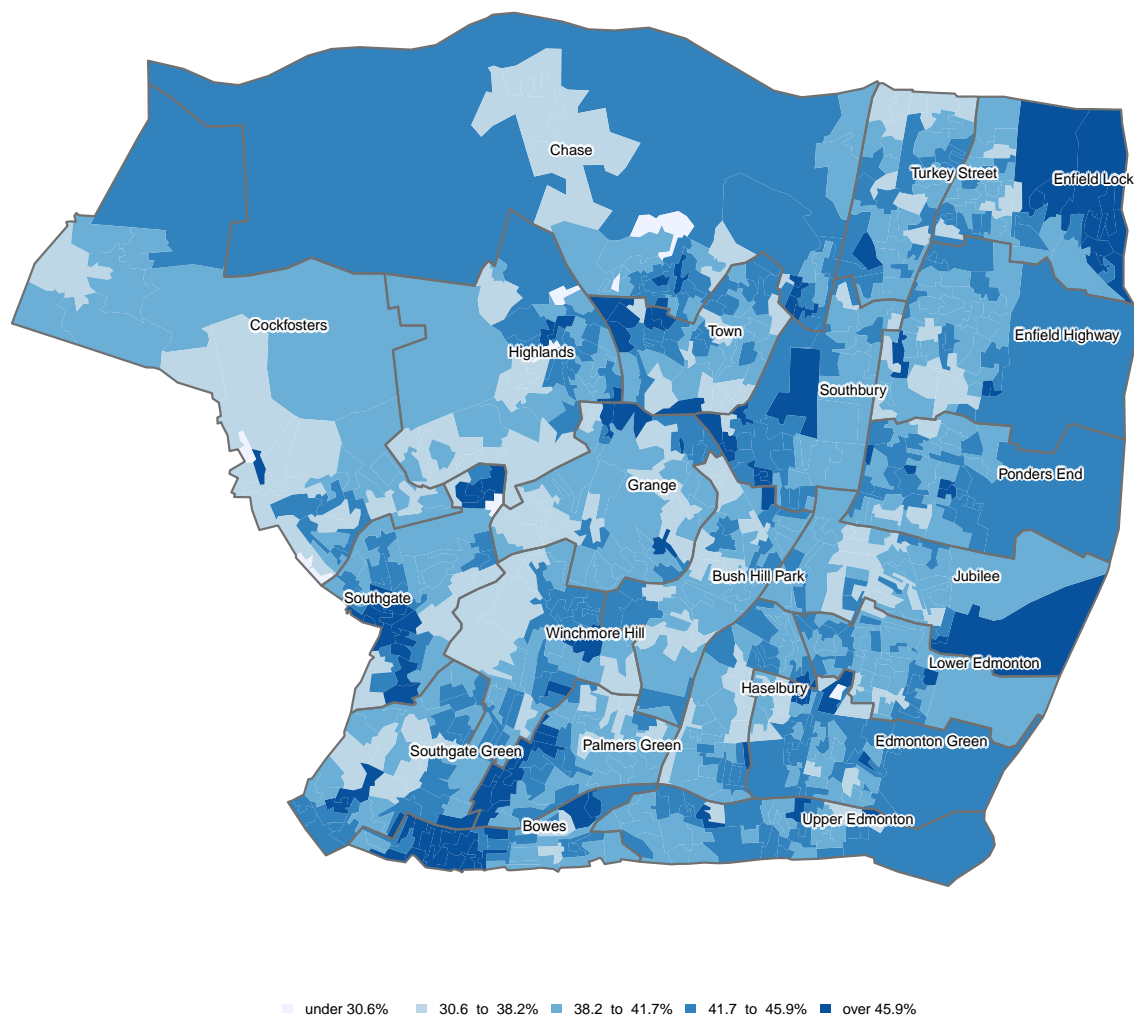 Chase
Turkey Street
Enfield Lock
Cockfosters
Town
Enfield Highway
Highlands
Southbury
Ponders End
Grange
Bush Hill Park
Jubilee
Southgate
Winchmore Hill
Lower Edmonton
Haselbury
Southgate Green
Palmers Green
Edmonton Green
Bowes
Upper Edmonton
under 30.6% 30.6 to 38.2% 38.2 to 41.7% 41.7 to 45.9% over 45.9%